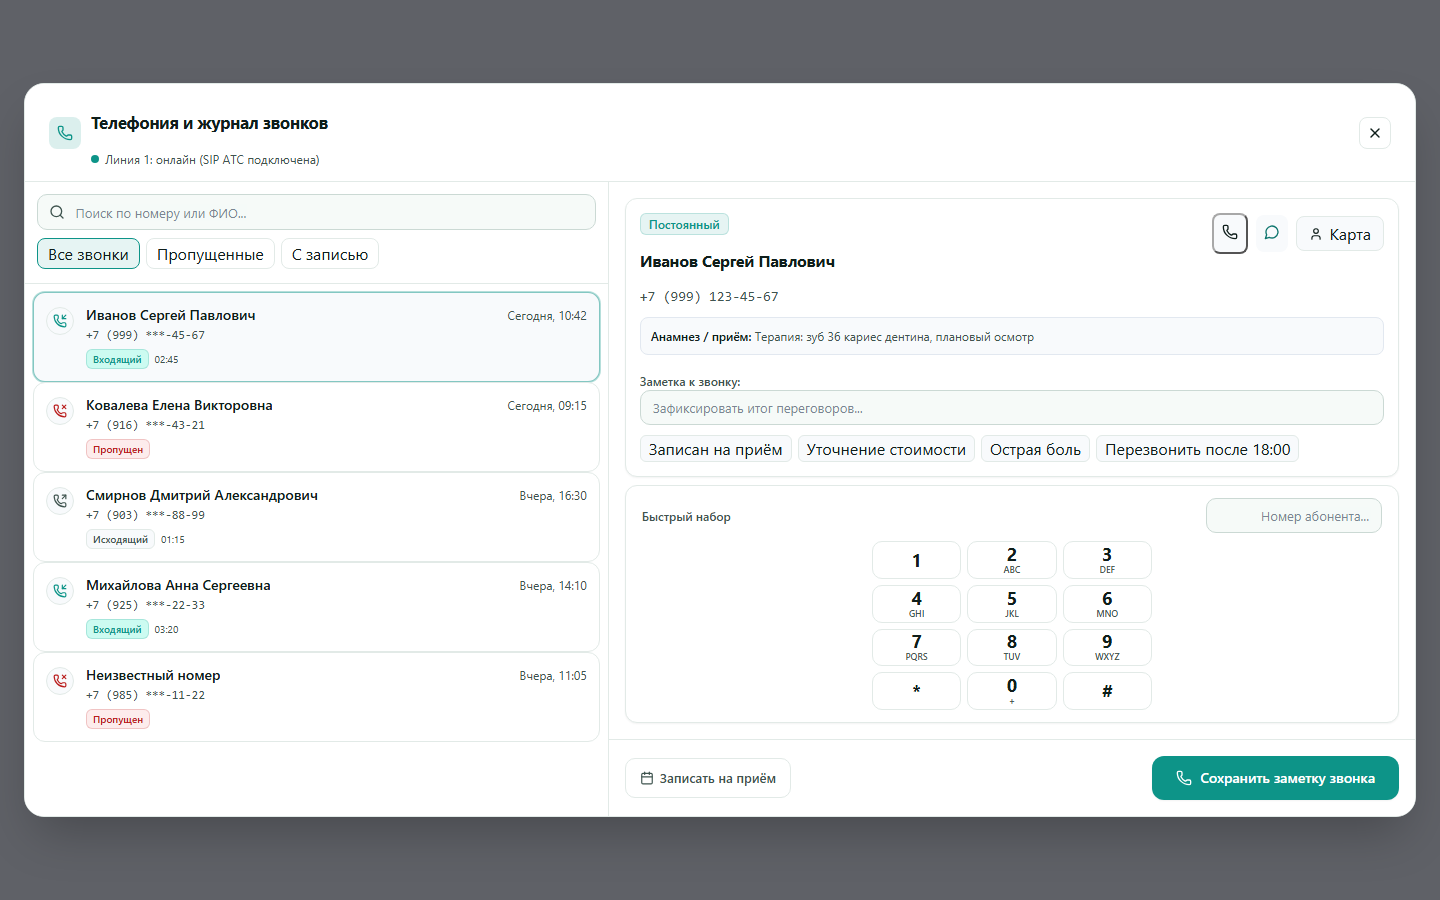 Телефония и журнал звонков
Линия 1: онлайн (SIP АТС подключена)
Поиск по номеру или ФИО...
Все звонки
Пропущенные
С записью
Иванов Сергей Павлович
Сегодня, 10:42
+7 (999) ***-45-67
Входящий 02:45
Ковалева Елена Викторовна
Сегодня, 09:15
+7 (916) ***-43-21
Пропущен
Смирнов Дмитрий Александрович
Вчера, 16:30
+7 (903) ***-88-99
Исходящий 01:15
Михайлова Анна Сергеевна
Вчера, 14:10
+7 (925) ***-22-33
Входящий 03:20
Неизвестный номер
Вчера, 11:05
+7 (985) ***-11-22
Пропущен
Постоянный
Карта
Иванов Сергей Павлович
+7 (999) 123-45-67
Анамнез / приём: Терапия: зуб 36 кариес дентина, плановый осмотр
Заметка к звонку:
Зафиксировать итог переговоров...
Записан на приём
Уточнение стоимости
Острая боль
Перезвонить после 18:00
Быстрый набор
Номер абонента...
1
2
ABC
3
DEF
4
GHI
5
JKL
6
MNO
7
PQRS
8
TUV
9
WXYZ
*
0
+
#
Записать на приём
Сохранить заметку звонка